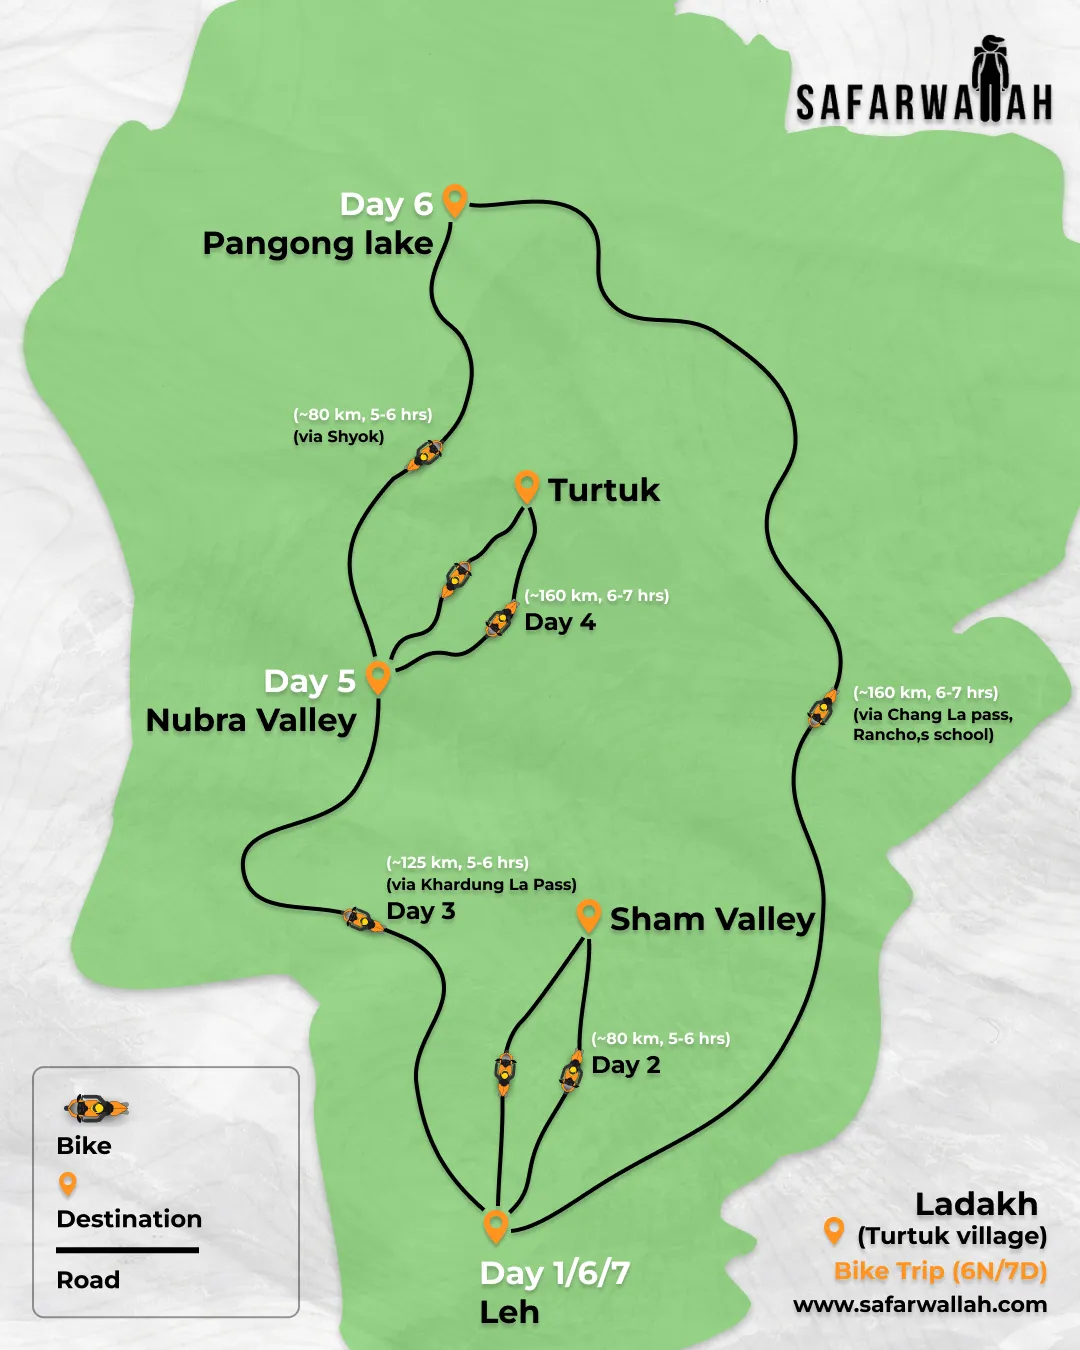 SAFARWALLAH
Day 6
Pangong lake
(~80 km, 5-6 hrs)
(via Shyok)
Turtuk
(~160 km, 6-7 hrs)
Day 4
Day 5
Nubra Valley
(~160 km, 6-7 hrs)
(via Chang La pass,
Rancho,s school)
(~125 km, 5-6 hrs)
(via Khardung La Pass)
Day 3
Sham Valley
(~80 km, 5-6 hrs)
Day 2
Day 1/6/7
Leh
Bike
Destination
Road
Ladakh
(Turtuk village)
Bike Trip (6N/7D)
www.safarwallah.com